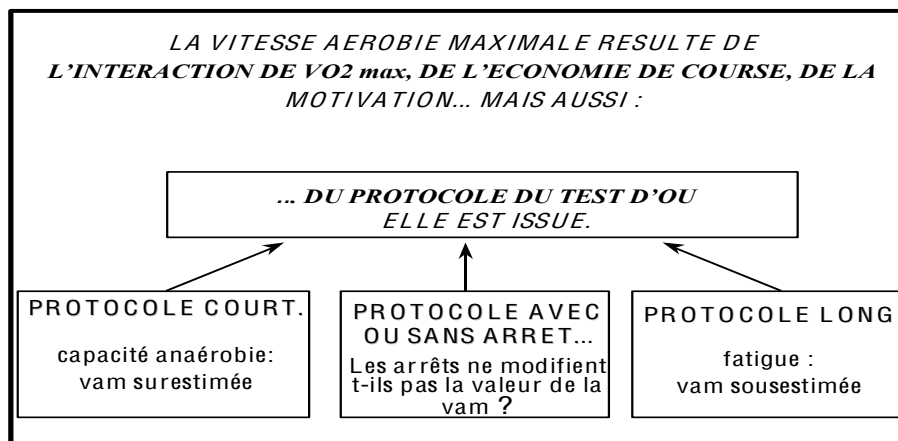 LA VITESSE AEROBIE MAXIMALE RESULTE DE
L'INTERACTION DE VO2 max, DE L'ECONOMIE DE COURSE, DE LA
MOTIVATION... MAIS AUSSI :
... DU PROTOCOLE DU TEST D'OU
ELLE EST ISSUE.
PROTOCOLE COURT.
capacité anaérobie:
vam surestimée
PROTOCOLE AVEC
OU SANS ARRET...
Les arrêts ne modifient
t-ils pas la valeur de la
vam ?
PROTOCOLE LONG
fatigue :
vam sousestimée